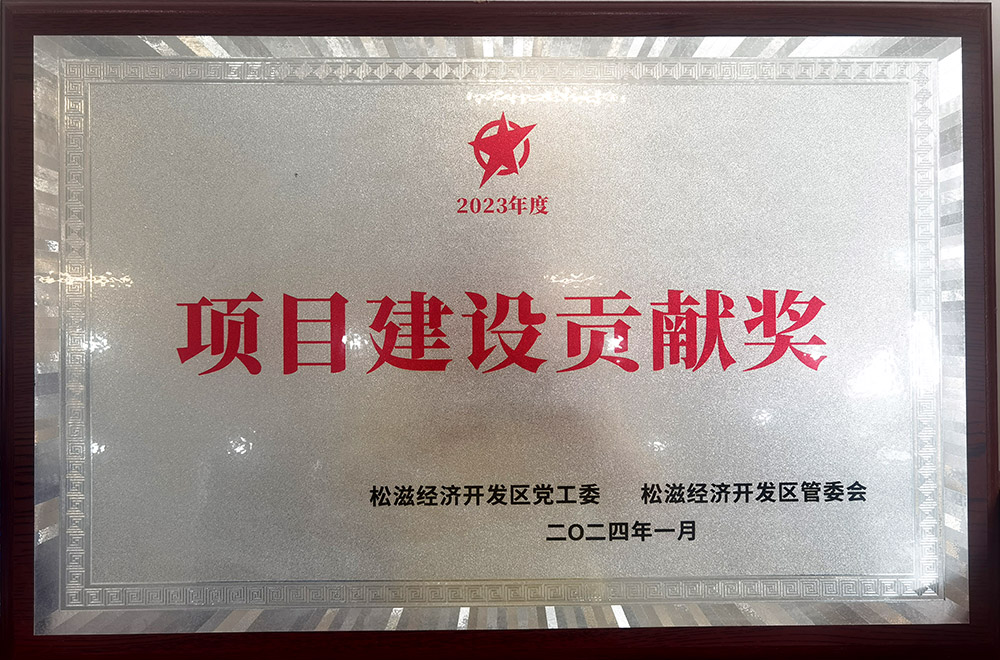 2023年度
项目建设贡献奖
松滋经济开发区党工委 松滋经济开发区管委会
二O二四年一月